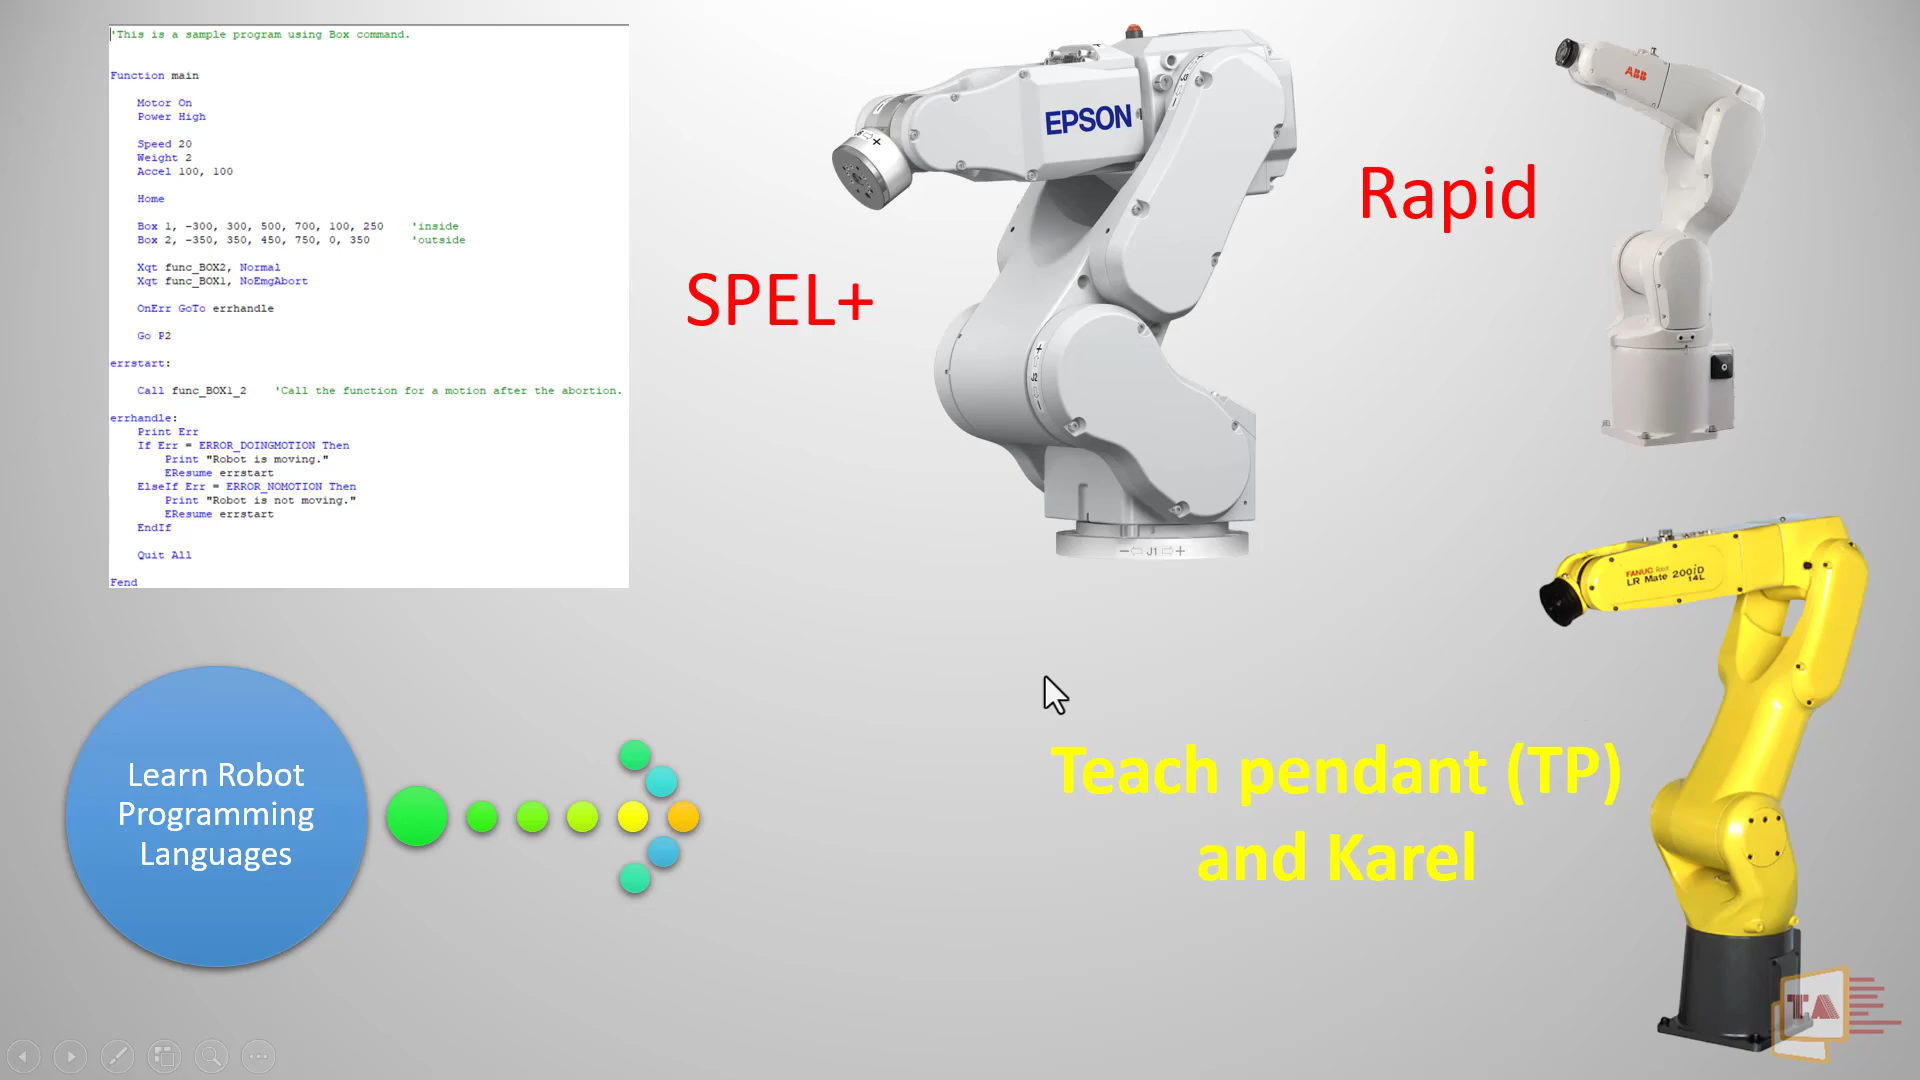 'This is a sample program using Box command.
Function main
Motor On
Power High
Speed 20
Weight 2
Accel 100, 100
Home
Box 1, -300, 300, 500, 700, 100, 250 'inside
Box 2, -350, 350, 450, 750, 0, 350 'outside
Xqt func_BOX2, Normal
Xqt func_BOX1, NoEmgAbort
OnErr GoTo errhandle
Go P2
errstart:
Call func_BOX1_2 'Call the function for a motion after the abortion.
errhandle:
Print Err
If Err = ERROR_DOINGMOTION Then
Print "Robot is moving."
EResume errstart
ElseIf Err = ERROR_NOMOTION Then
Print "Robot is not moving."
EResume errstart
EndIf
Quit All
Fend
SPEL+
EPSON
J1
Rapid
ABB
FANUC Robot
LR Mate 200iD
14L
Learn Robot
Programming
Languages
Teach pendant (TP)
and Karel
TA